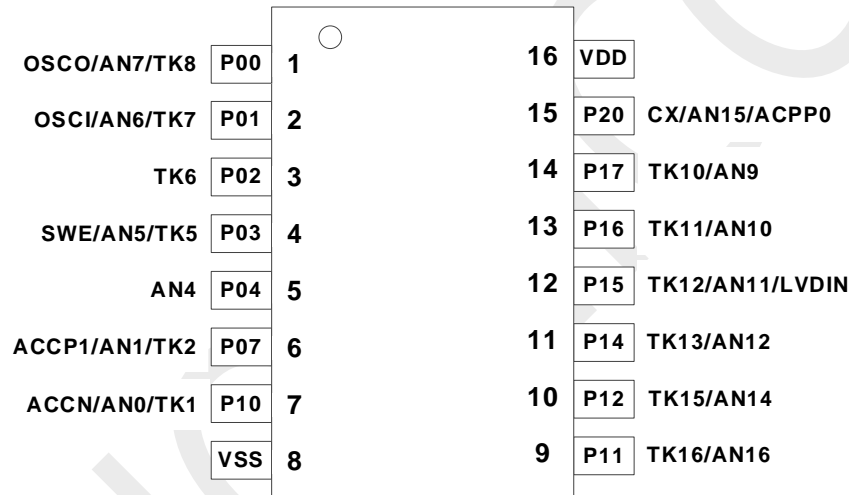 OSCO/AN7/TK8 P00 1 16 VDD
OSCI/AN6/TK7 P01 2 15 P20 CX/AN15/ACPP0
TK6 P02 3 14 P17 TK10/AN9
SWE/AN5/TK5 P03 4 13 P16 TK11/AN10
AN4 P04 5 12 P15 TK12/AN11/LVDIN
ACCP1/AN1/TK2 P07 6 11 P14 TK13/AN12
ACCN/AN0/TK1 P10 7 10 P12 TK15/AN14
VSS 8 9 P11 TK16/AN16